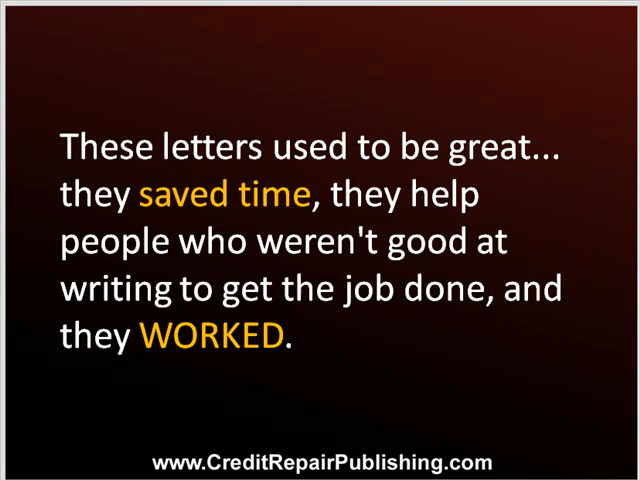 These letters used to be great...
they saved time, they help
people who weren't good at
writing to get the job done, and
they WORKED.
www.CreditRepairPublishing.com